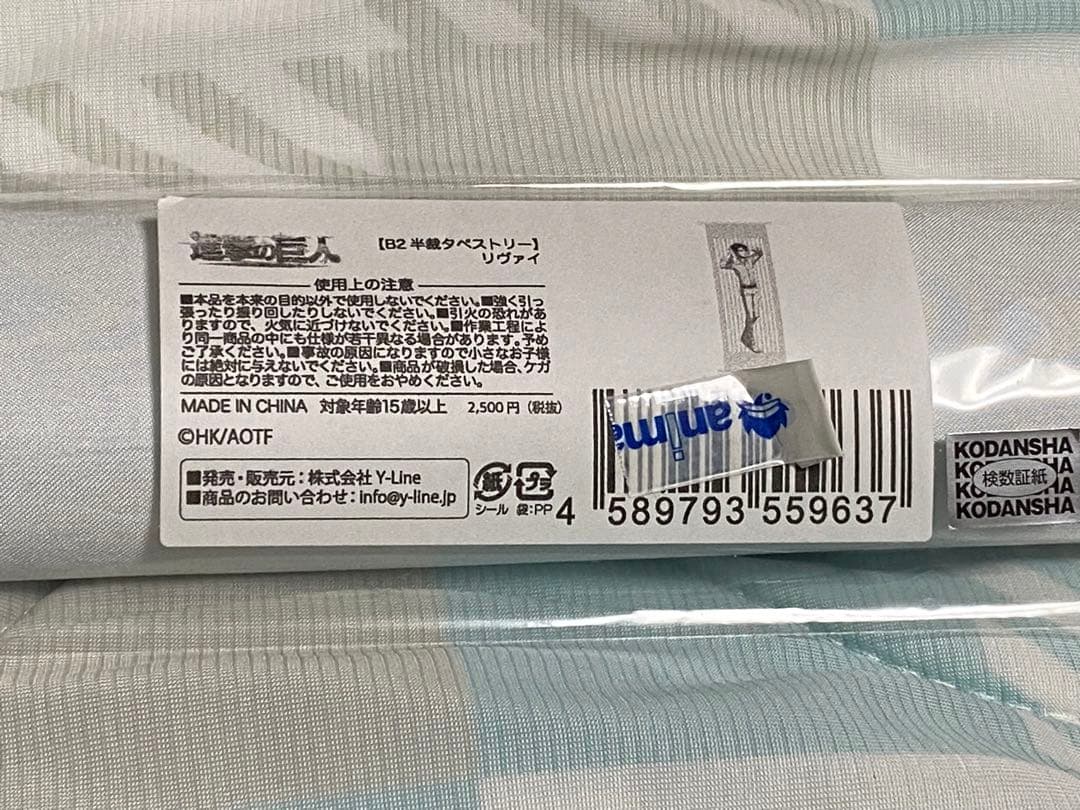 進撃の巨人
【B2 半裁タペストリー】
リヴァイ
使用上の注意
■本品を本来の目的以外で使用しないでください。■強く引っ
張ったり振り回したりしないでください。■引火の恐れがあ
りますので、火気に近づけないでください。■作業工程によ
り同一商品の中にも仕様が若干異なる場合があります。予め
ご了承ください。■事故の原因になりますので小さなお子様
には絶対に与えないでください。■商品が破損した場合、ケガ
の原因となりますので、ご使用をおやめください。
MADE IN CHINA 対象年齢15歳以上 2,500円（税抜）
©HK/AOTF
■発売・販売元：株式会社 Y-Line
■商品のお問い合わせ：info@y-line.jp
紙
シール
プラ
袋:PP
anima
4 589793 559637
KODANSHA
KODANSHA
検数証紙
KODANSHA
KODANSHA